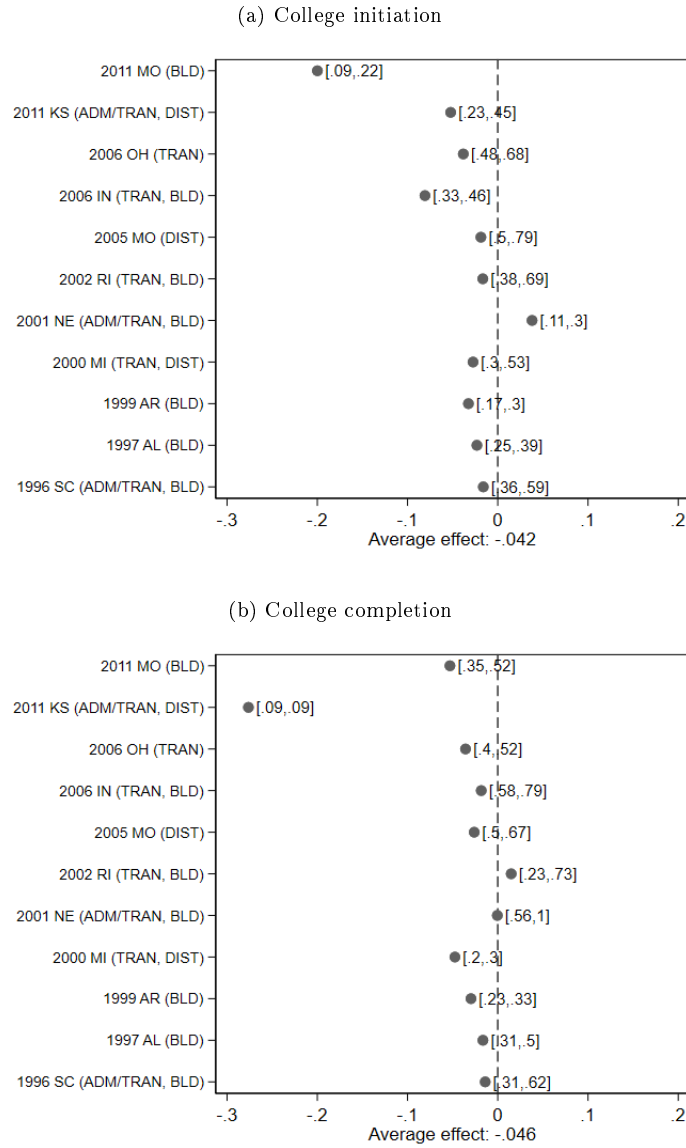 (a) College initiation
2011 MO (BLD) [.09,.22]
2011 KS (ADM/TRAN, DIST) [.23,.45]
2006 OH (TRAN) [.48,.68]
2006 IN (TRAN, BLD) [.33,.46]
2005 MO (DIST) [.5,.79]
2002 RI (TRAN, BLD) [.38,.69]
2001 NE (ADM/TRAN, BLD) [.11,.3]
2000 MI (TRAN, DIST) [.3,.53]
1999 AR (BLD) [.17,.3]
1997 AL (BLD) [.25,.39]
1996 SC (ADM/TRAN, BLD) [.36,.59]
-.3 -.2 -.1 0 .1 .2
Average effect: -.042
(b) College completion
2011 MO (BLD) [.35,.52]
2011 KS (ADM/TRAN, DIST) [.09,.09]
2006 OH (TRAN) [.4,.52]
2006 IN (TRAN, BLD) [.58,.79]
2005 MO (DIST) [.5,.67]
2002 RI (TRAN, BLD) [.23,.73]
2001 NE (ADM/TRAN, BLD) [.56,1]
2000 MI (TRAN, DIST) [.2,.3]
1999 AR (BLD) [.23,.33]
1997 AL (BLD) [.31,.5]
1996 SC (ADM/TRAN, BLD) [.31,.62]
-.3 -.2 -.1 0 .1 .2
Average effect: -.046